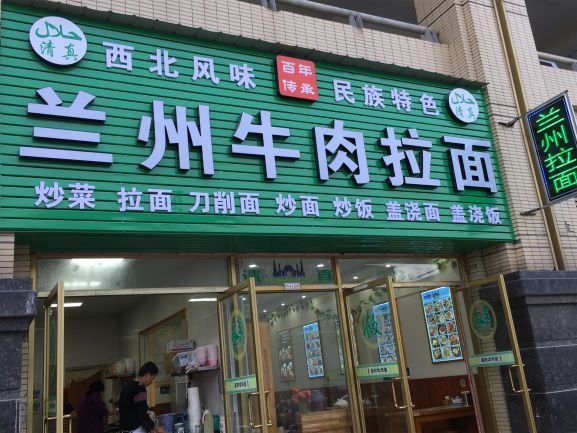 حلال
清真
西北风味
百年
传承
民族特色
حلال
清真
兰州牛肉拉面
炒菜 拉面 刀削面 炒面 炒饭 盖浇面 盖浇饭
兰州拉面